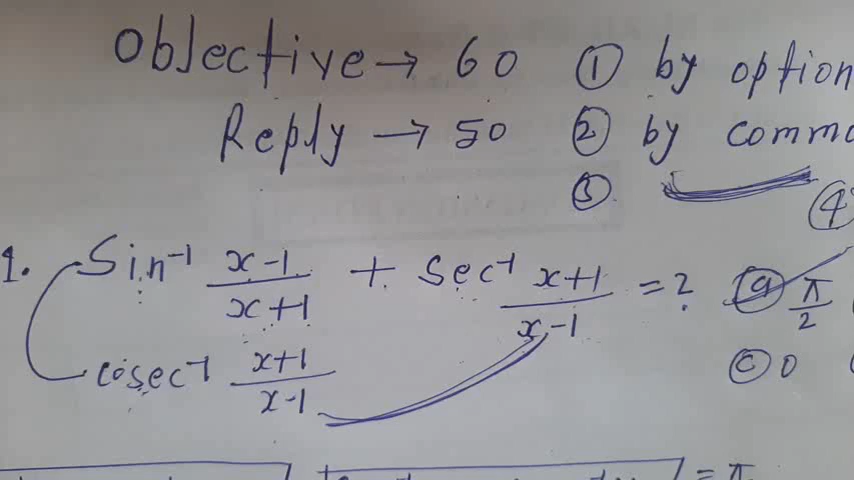 Objective → 60 ① by option
Reply → 50 ② by comm
③
④
1. Sin⁻¹ (x-1)/(x+1) + Sec⁻¹ (x+1)/(x-1) = ? ⓐ π/2
cosec⁻¹ (x+1)/(x-1) ⓒ 0
= π